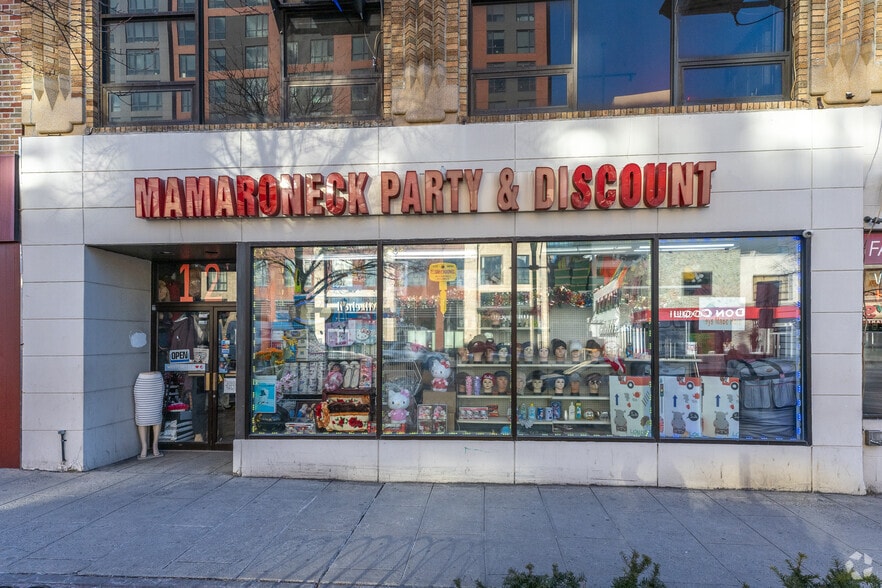 MAMARONECK PARTY & DISCOUNT
12
OPEN